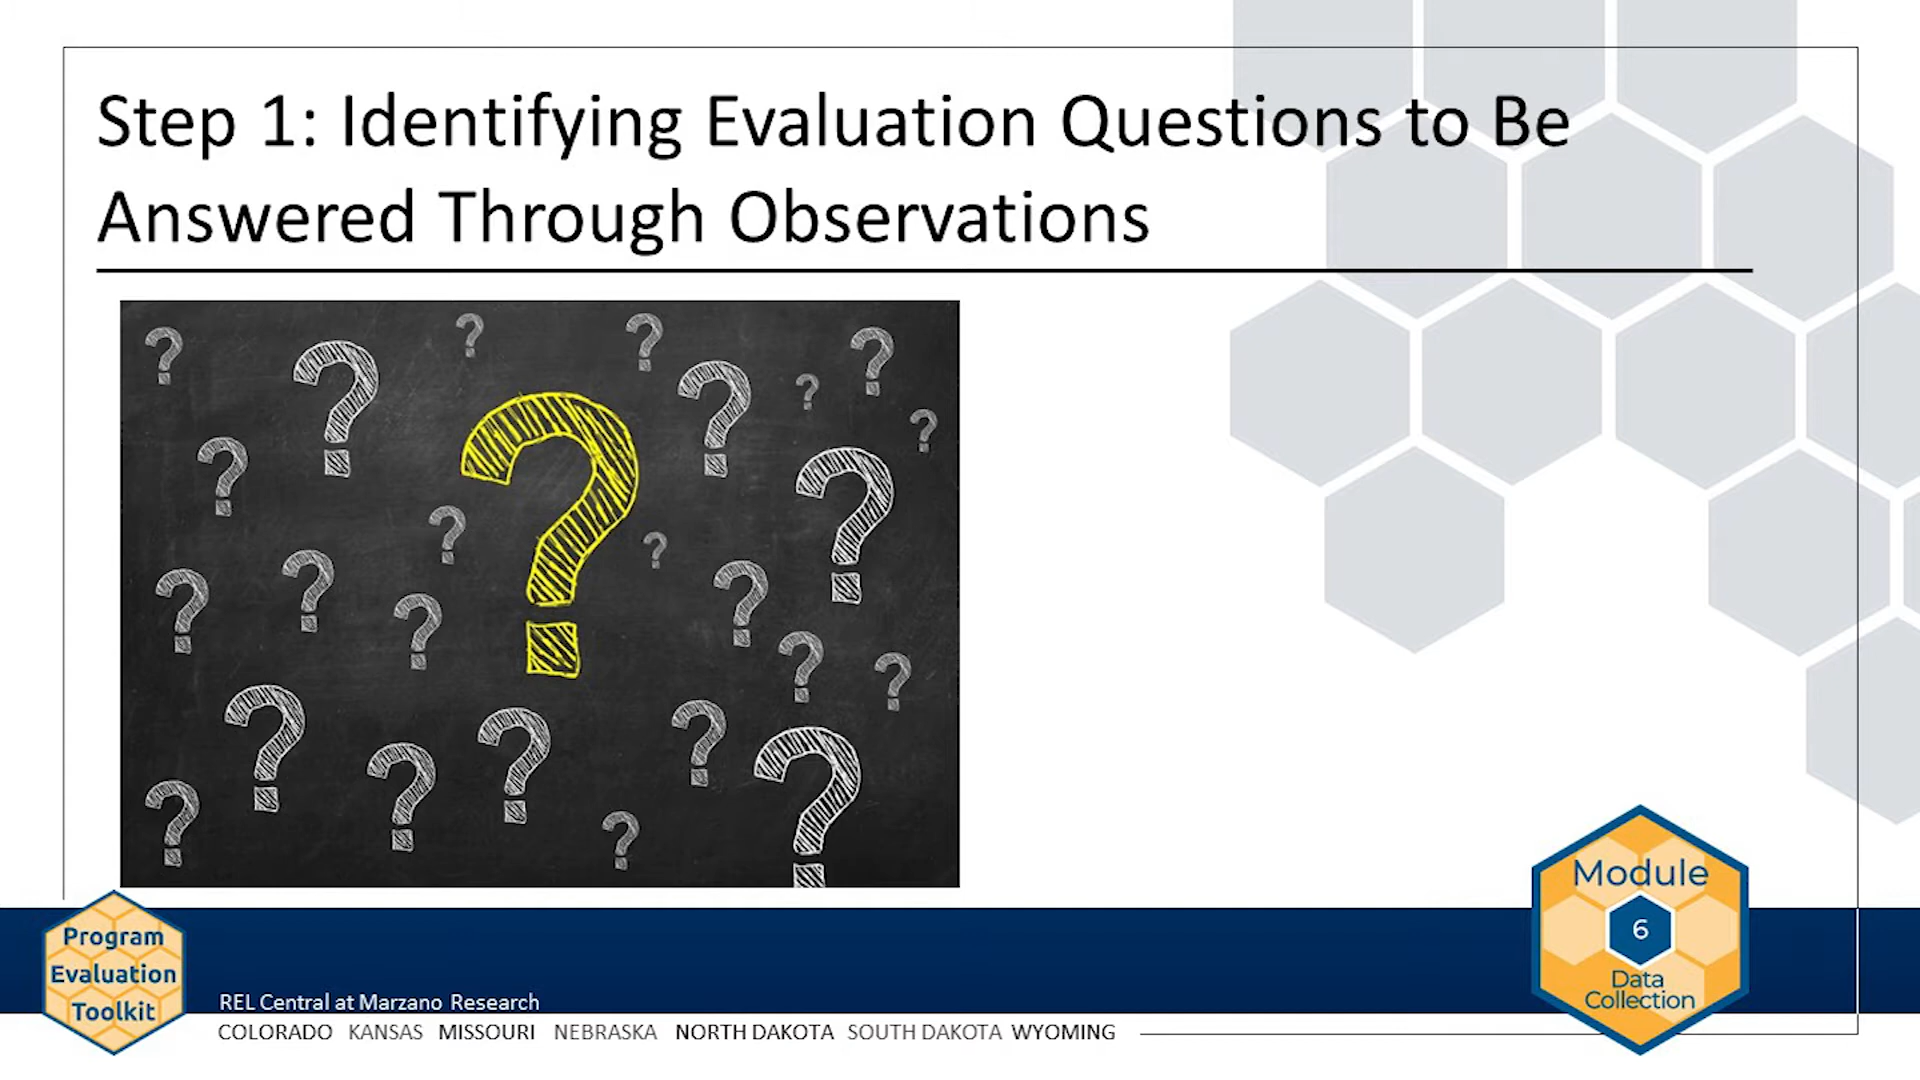 Step 1: Identifying Evaluation Questions to Be
Answered Through Observations
Module
6
Data
Collection
Program
Evaluation
Toolkit
REL Central at Marzano Research
COLORADO KANSAS MISSOURI NEBRASKA NORTH DAKOTA SOUTH DAKOTA WYOMING